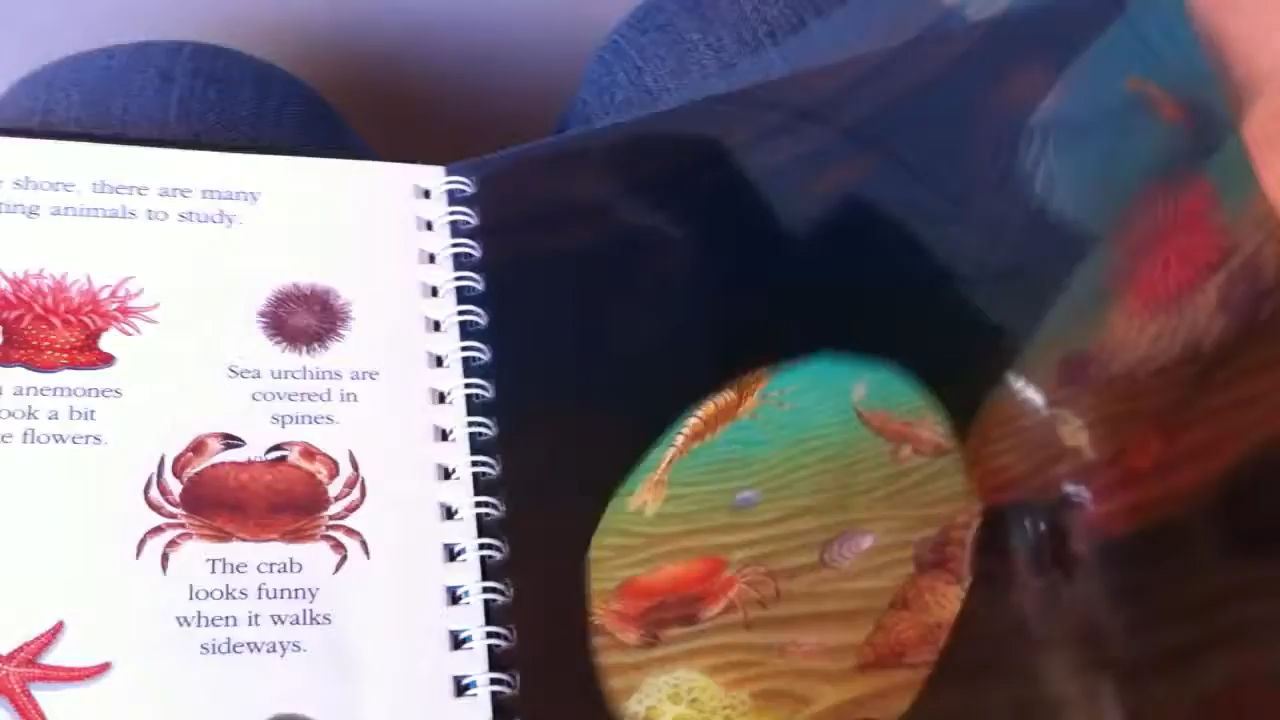 shore, there are many
ting animals to study.
Sea urchins are
covered in
spines.
anemones
ook a bit
e flowers.
The crab
looks funny
when it walks
sideways.